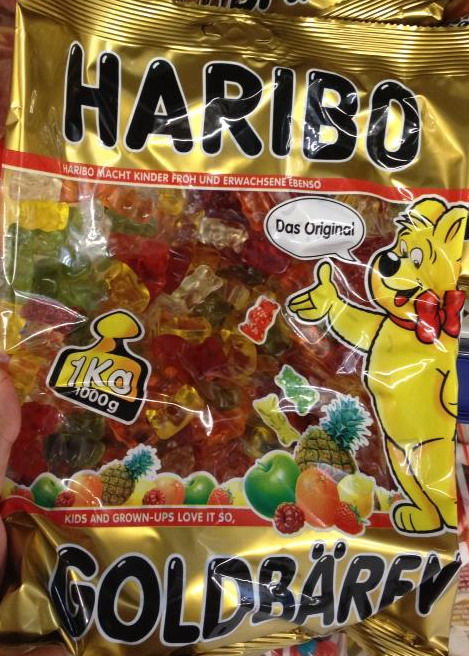 HARIBO
HARIBO MACHT KINDER FROH UND ERWACHSENE EBENSO
Das Original
1Kg
1000g
KIDS AND GROWN-UPS LOVE IT SO,
GOLDBÄREN